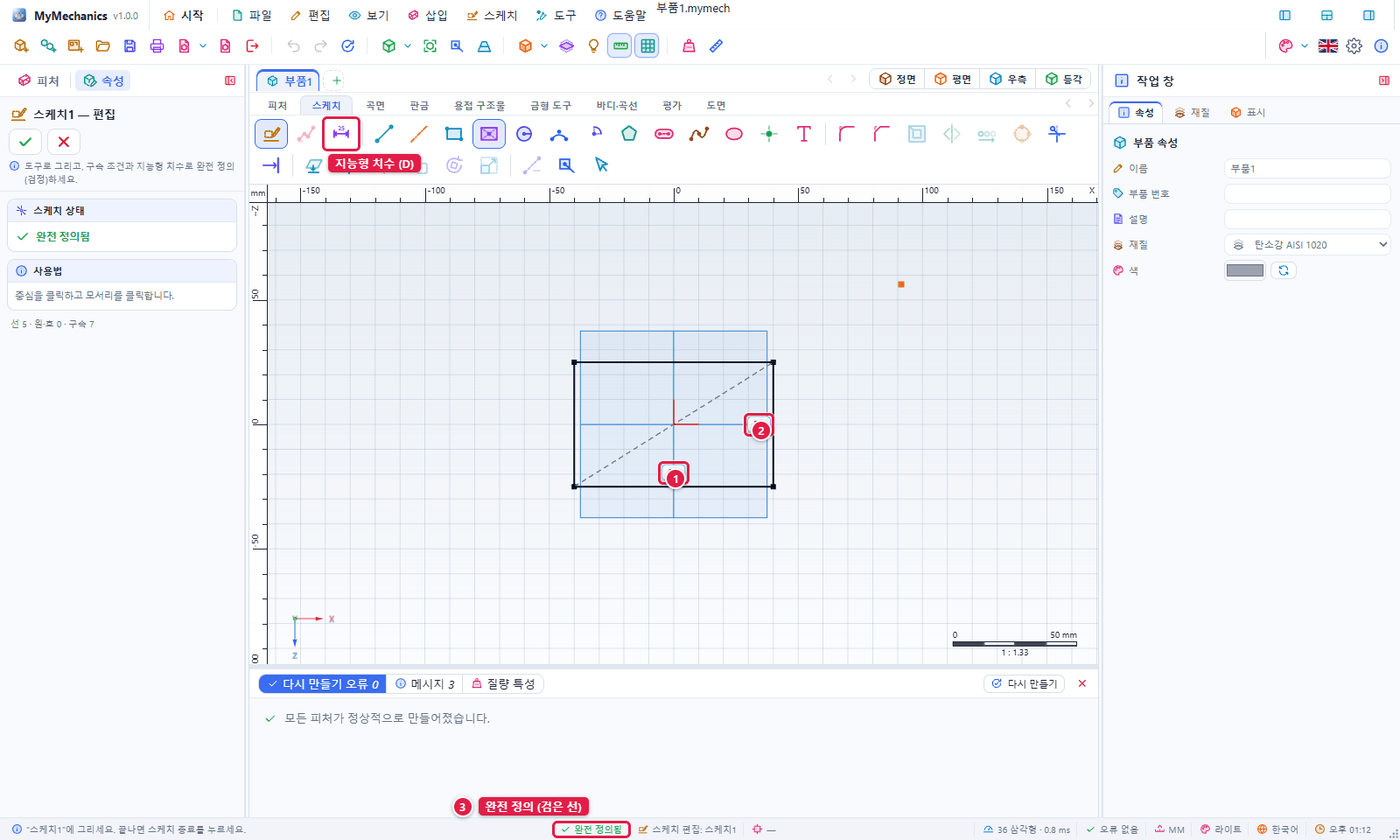 MyMechanics v1.0.0 시작 파일 편집 보기 삽입 스케치 도구 도움말 부품1.mymech
피처 속성
스케치1 — 편집
도구로 그리고, 구속 조건과 지능형 치수로 완전 정의
(검정)하세요.
스케치 상태
완전 정의됨
사용법
중심을 클릭하고 모서리를 클릭합니다.
선 5 · 원·호 0 · 구속 7
부품1 +
정면 평면 우측 등각
피처 스케치 곡면 판금 용접 구조물 금형 도구 바디·곡선 평가 도면
25
지능형 치수 (D)
mm -150 -100 -50 0 50 100 150 X
-Z
50
0
50
00
2
1
X
Y
Z
0 50 mm
1 : 1.33
다시 만들기 오류 0 메시지 3 질량 특성 다시 만들기
모든 피처가 정상적으로 만들어졌습니다.
3 완전 정의 (검은 선)
작업 창
속성 재질 표시
부품 속성
이름 부품1
부품 번호
설명
재질 탄소강 AISI 1020
색
"스케치1"에 그리세요. 끝나면 스케치 종료를 누르세요. 완전 정의됨 스케치 편집: 스케치1 — 36 삼각형 · 0.8 ms 오류 없음 MM 라이트 한국어 오후 01:12